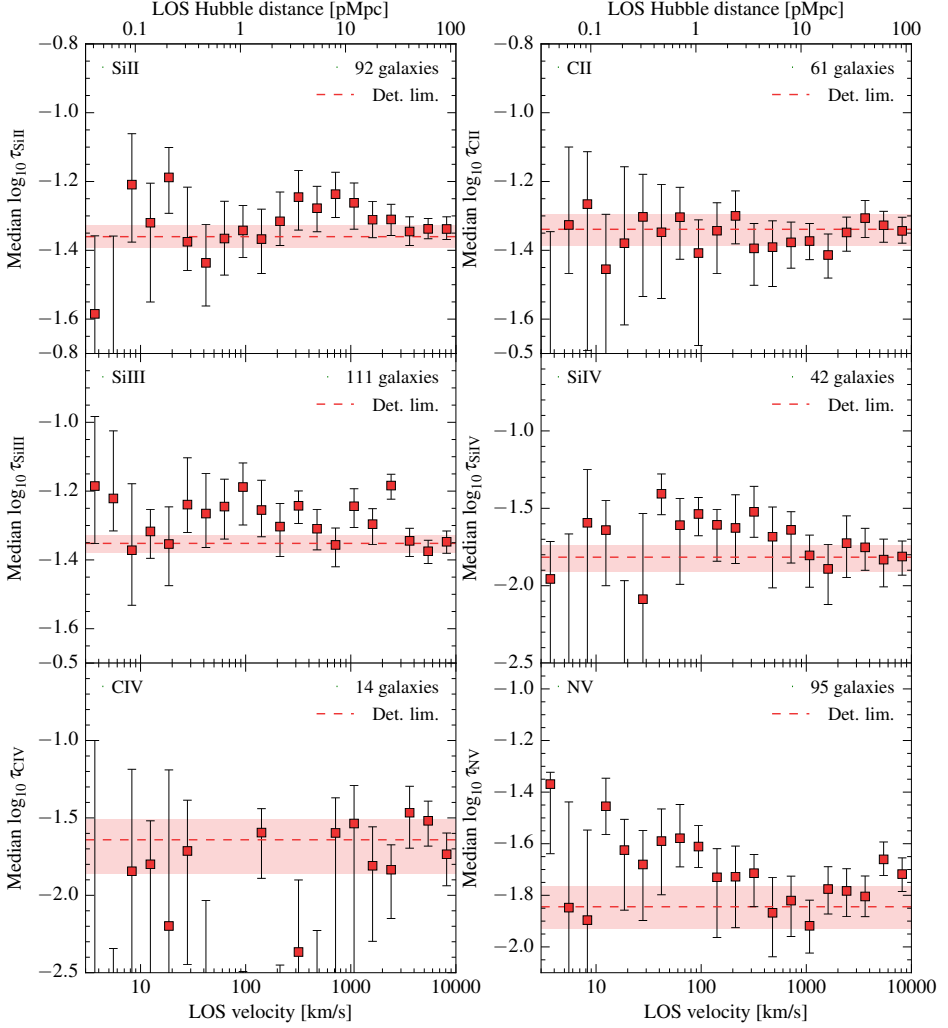 LOS Hubble distance [pMpc]
LOS Hubble distance [pMpc]
0.1 1 10 100
0.1 1 10 100
Median log10 τSiII
−0.8
−1.0
−1.2
−1.4
−1.6
−0.8
SiII
92 galaxies
Det. lim.
Median log10 τCII
−0.8
−1.0
−1.2
−1.4
−1.6
−0.5
CII
61 galaxies
Det. lim.
Median log10 τSiIII
−1.0
−1.2
−1.4
−1.6
−0.5
SiIII
111 galaxies
Det. lim.
Median log10 τSiIV
−1.0
−1.5
−2.0
−2.5
SiIV
42 galaxies
Det. lim.
Median log10 τCIV
−1.0
−1.5
−2.0
−2.5
CIV
14 galaxies
Det. lim.
Median log10 τNV
−1.0
−1.2
−1.4
−1.6
−1.8
−2.0
NV
95 galaxies
Det. lim.
10 100 1000 10000
10 100 1000 10000
LOS velocity [km/s]
LOS velocity [km/s]